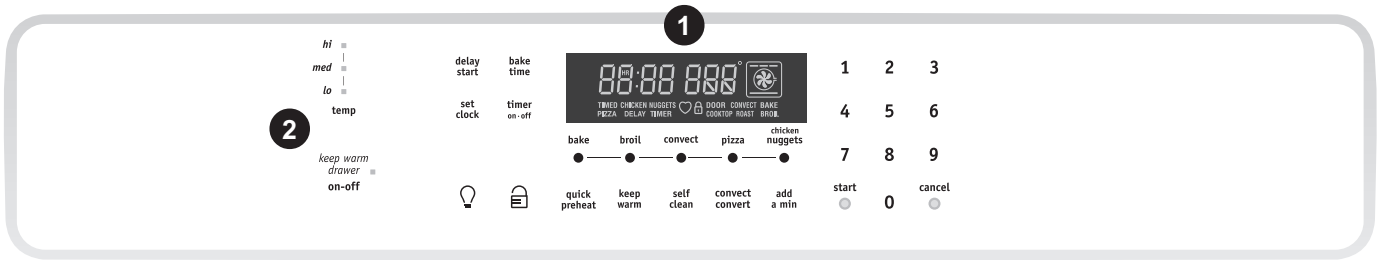 1
hi
med
lo
temp
2
keep warm
drawer
on-off
delay
start
bake
time
set
clock
timer
on·off
88:88 888°
HR
TIMED CHICKEN NUGGETS DOOR CONVECT BAKE
PIZZA DELAY TIMER COOKTOP ROAST BROIL
bake
broil
convect
pizza
chicken
nuggets
quick
preheat
keep
warm
self
clean
convect
convert
add
a min
1 2 3
4 5 6
7 8 9
start
0
cancel